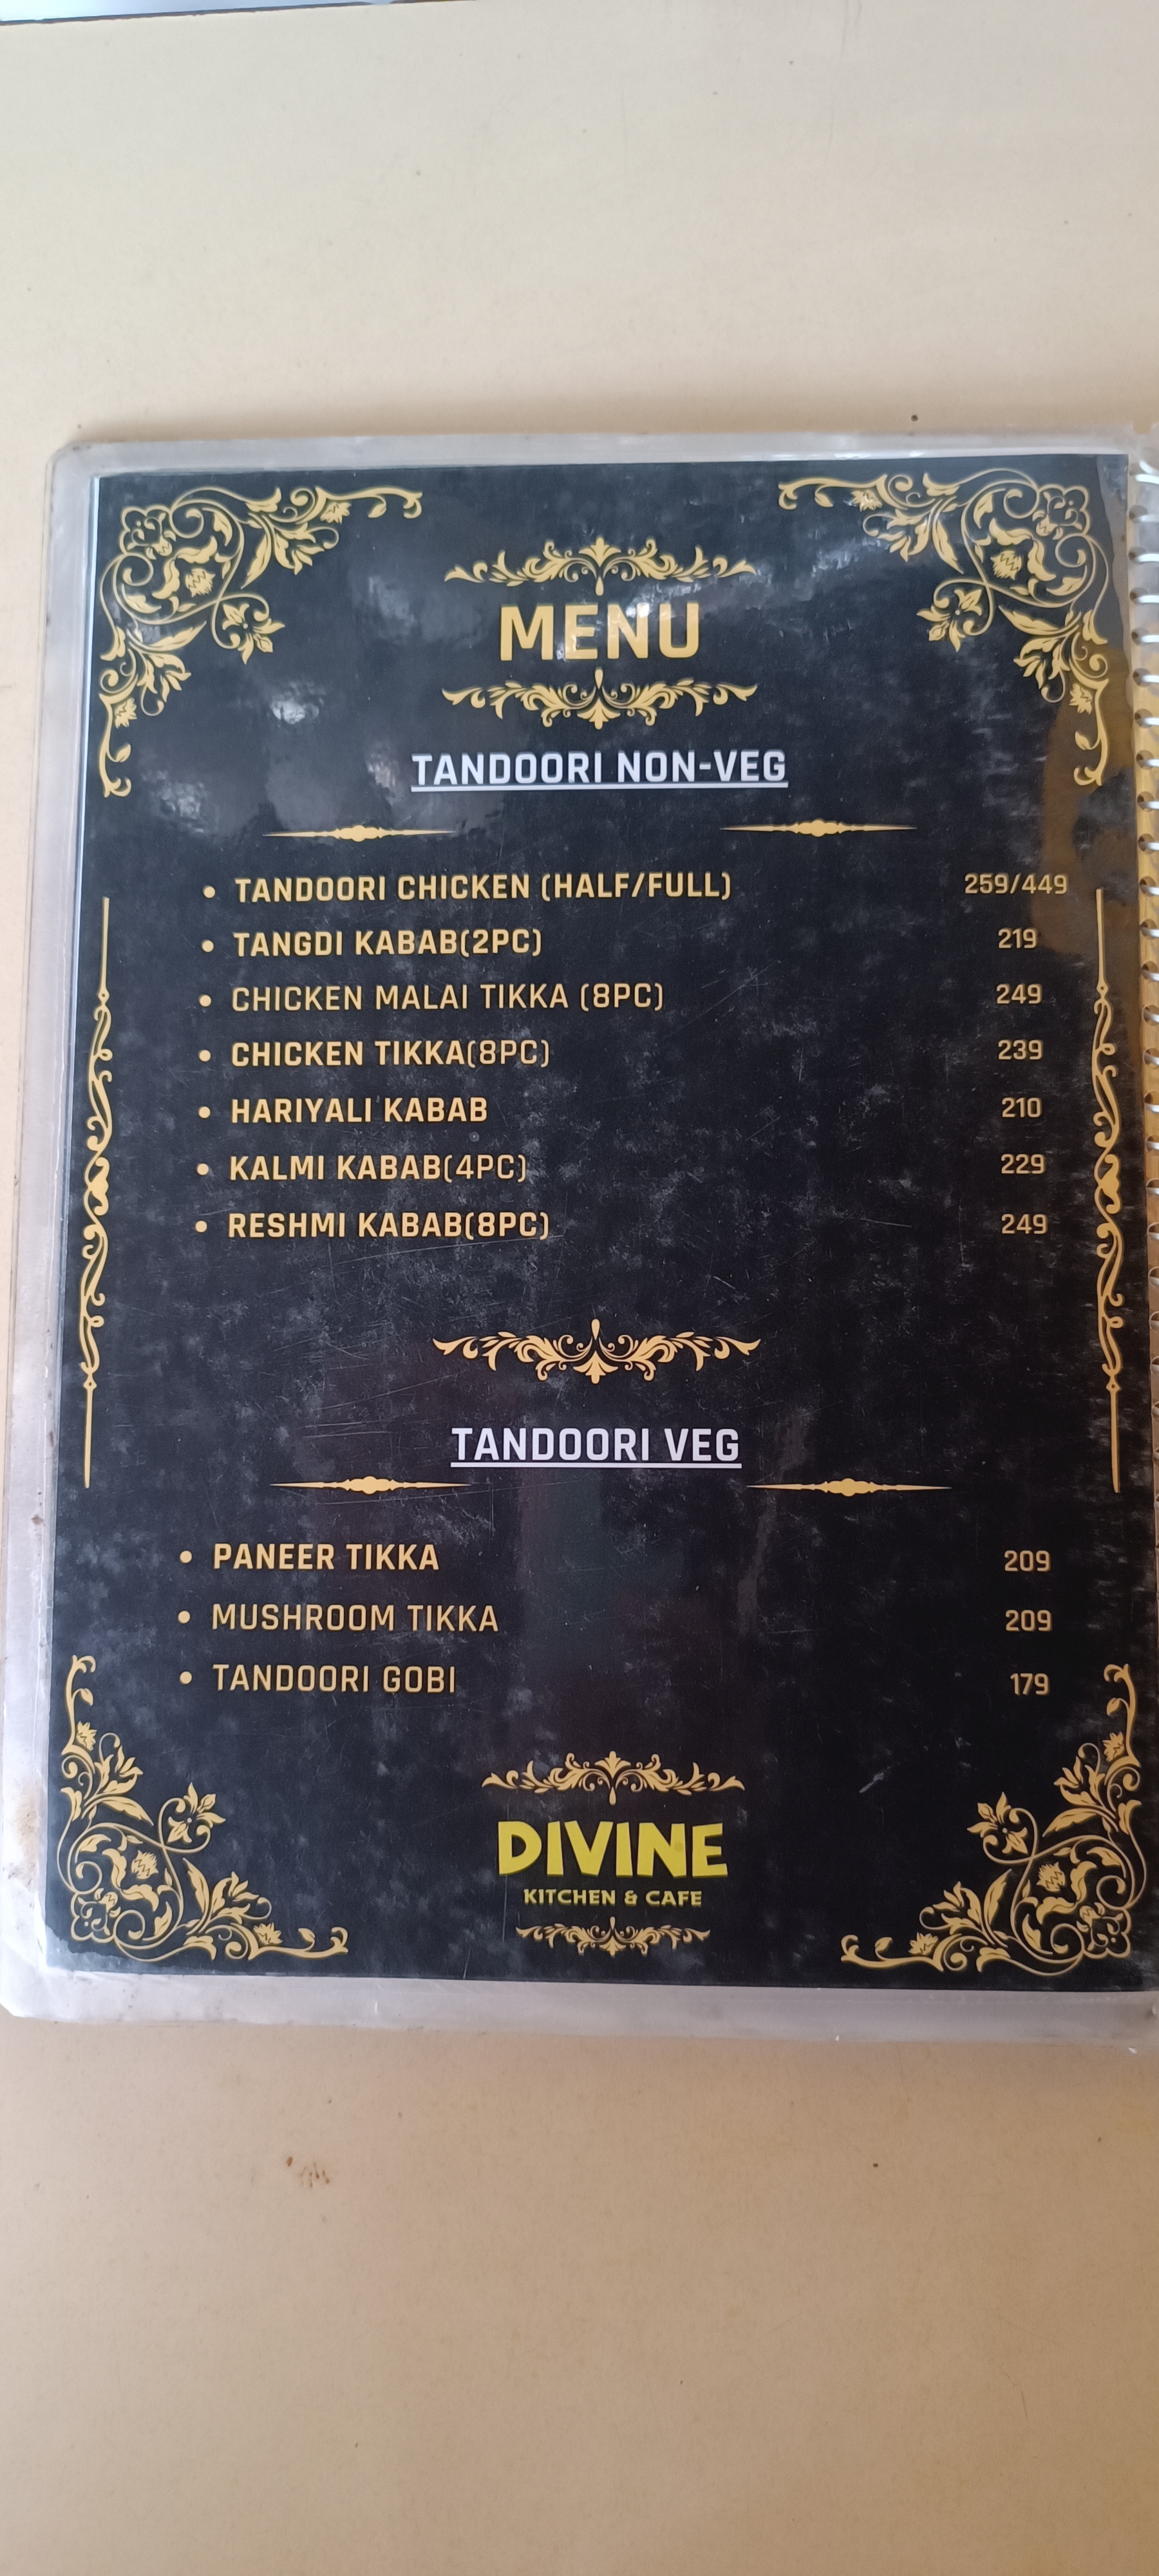 MENU
TANDOORI NON-VEG
• TANDOORI CHICKEN (HALF/FULL) 259/449
• TANGDI KABAB(2PC) 219
• CHICKEN MALAI TIKKA (8PC) 249
• CHICKEN TIKKA(8PC) 239
• HARIYALI KABAB 210
• KALMI KABAB(4PC) 229
• RESHMI KABAB(8PC) 249
TANDOORI VEG
• PANEER TIKKA 209
• MUSHROOM TIKKA 209
• TANDOORI GOBI 179
DIVINE
KITCHEN & CAFE